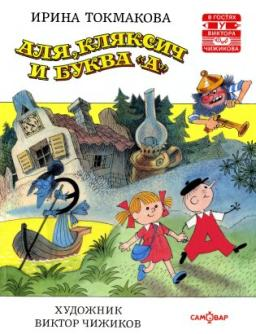 ИРИНА ТОКМАКОВА
АЛЯ, КЛЯКСИЧ
И БУКВА «А»
В ГОСТЯХ
У
ВИКТОРА
ЧИЖИКОВА
А
ХУДОЖНИК
ВИКТОР ЧИЖИКОВ
САМОВАР